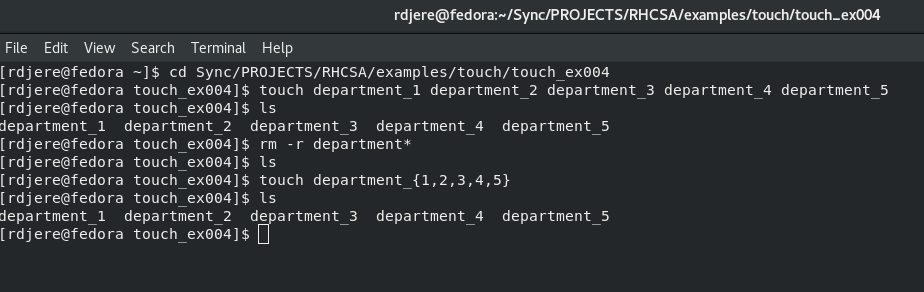 rdjere@fedora:~/Sync/PROJECTS/RHCSA/examples/touch/touch_ex004
File Edit View Search Terminal Help
[rdjere@fedora ~]$ cd Sync/PROJECTS/RHCSA/examples/touch/touch_ex004
[rdjere@fedora touch_ex004]$ touch department_1 department_2 department_3 department_4 department_5
[rdjere@fedora touch_ex004]$ ls
department_1  department_2  department_3  department_4  department_5
[rdjere@fedora touch_ex004]$ rm -r department*
[rdjere@fedora touch_ex004]$ ls
[rdjere@fedora touch_ex004]$ touch department_{1,2,3,4,5}
[rdjere@fedora touch_ex004]$ ls
department_1  department_2  department_3  department_4  department_5
[rdjere@fedora touch_ex004]$